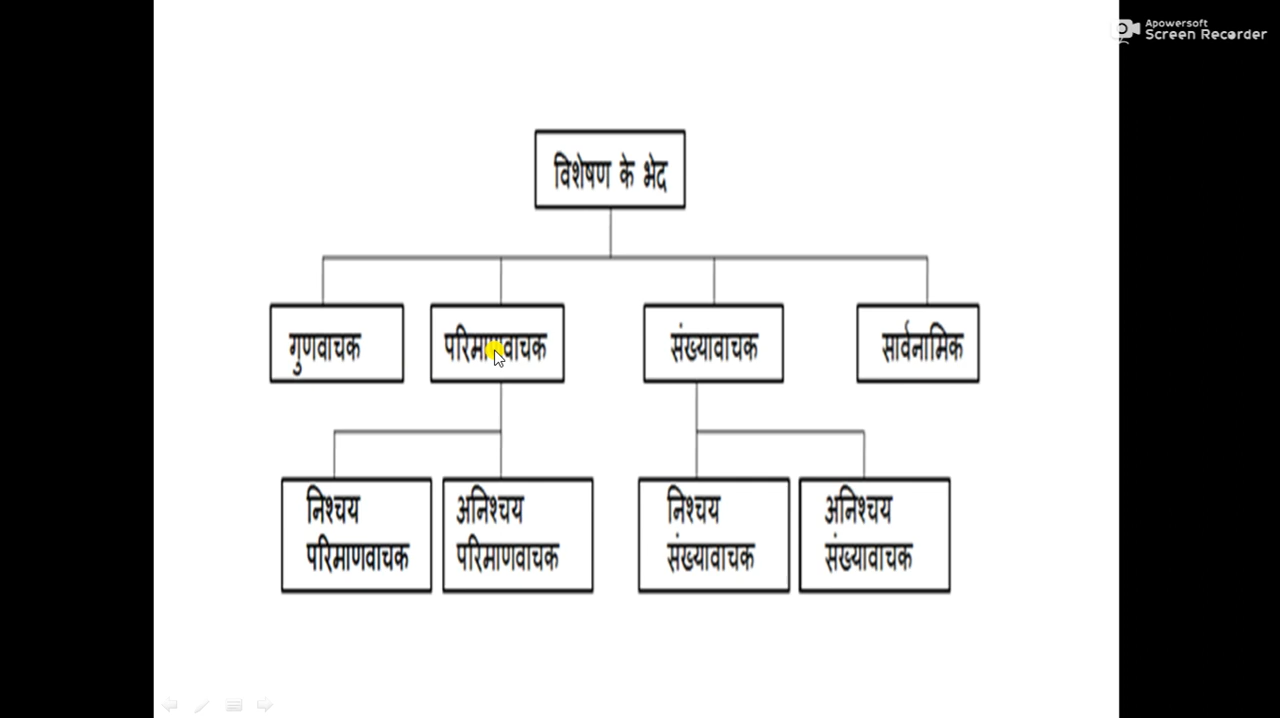 Apowersoft
Screen Recorder
विशेषण के भेद
गुणवाचक
परिमाणवाचक
संख्यावाचक
सार्वनामिक
निश्चय
परिमाणवाचक
अनिश्चय
परिमाणवाचक
निश्चय
संख्यावाचक
अनिश्चय
संख्यावाचक